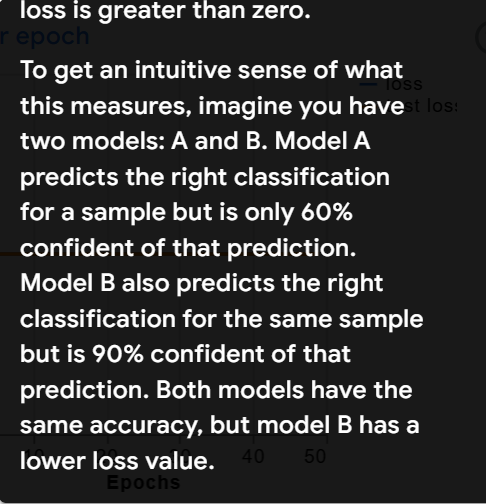 loss is greater than zero.
r epoch
To get an intuitive sense of what
loss
this measures, imagine you have
st loss
two models: A and B. Model A
predicts the right classification
for a sample but is only 60%
confident of that prediction.
Model B also predicts the right
classification for the same sample
but is 90% confident of that
prediction. Both models have the
same accuracy, but model B has a
lower loss value.
40 50
Epochs